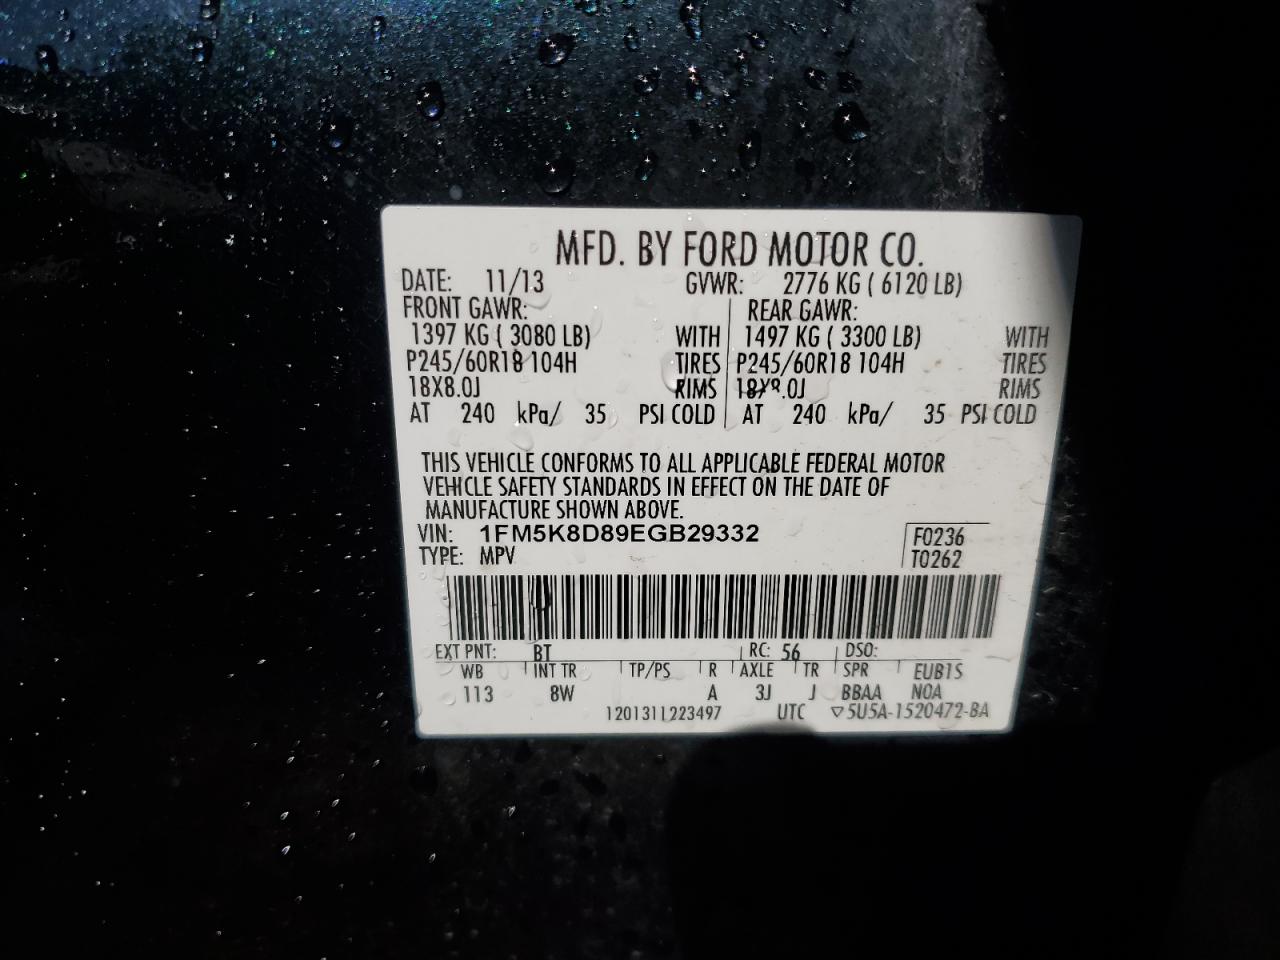 MFD. BY FORD MOTOR CO.
DATE: 11/13 GVWR: 2776 KG ( 6120 LB)
FRONT GAWR: REAR GAWR:
1397 KG ( 3080 LB) WITH 1497 KG ( 3300 LB) WITH
P245/60R18 104H TIRES P245/60R18 104H TIRES
18X8.0J RIMS 18X8.0J RIMS
AT 240 kPa/ 35 PSI COLD AT 240 kPa/ 35 PSI COLD
THIS VEHICLE CONFORMS TO ALL APPLICABLE FEDERAL MOTOR
VEHICLE SAFETY STANDARDS IN EFFECT ON THE DATE OF
MANUFACTURE SHOWN ABOVE.
VIN: 1FM5K8D89EGB29332 F0236
TYPE: MPV T0262
EXT PNT: BT RC: 56 DSO:
WB INT TR TP/PS R AXLE TR SPR EUB1S
113 8W A 3J J BBAA NOA
1201311223497 UTC ▽5U5A-1520472-BA